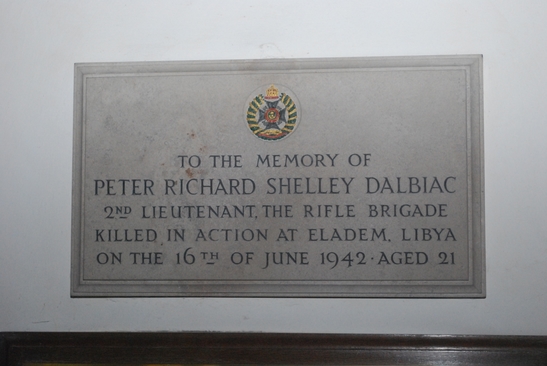 TO THE MEMORY OF
PETER RICHARD SHELLEY DALBIAC
2ND LIEUTENANT, THE RIFLE BRIGADE
KILLED IN ACTION AT ELADEM, LIBYA
ON THE 16TH OF JUNE 1942 · AGED 21